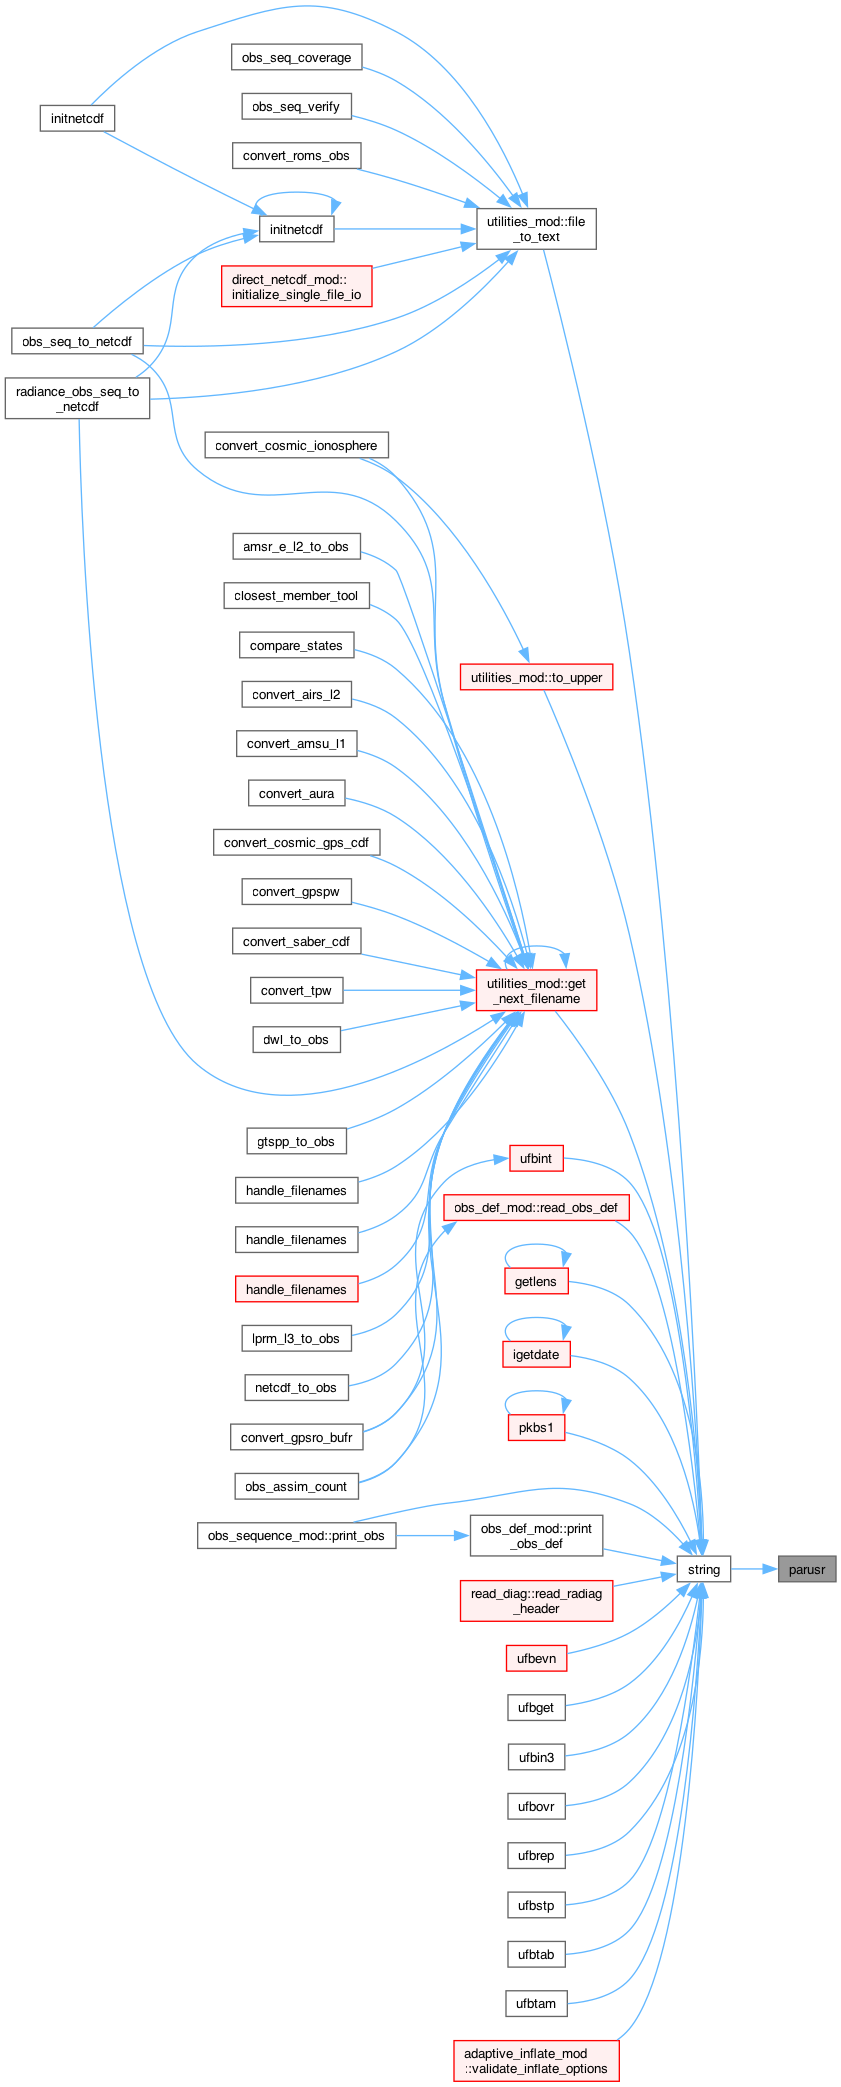 obs_seq_coverage
obs_seq_verify
initnetcdf
convert_roms_obs
utilities_mod::file
_to_text
initnetcdf
direct_netcdf_mod::
initialize_single_file_io
obs_seq_to_netcdf
radiance_obs_seq_to
_netcdf
convert_cosmic_ionosphere
amsr_e_l2_to_obs
closest_member_tool
compare_states
utilities_mod::to_upper
convert_airs_l2
convert_amsu_l1
convert_aura
convert_cosmic_gps_cdf
convert_gpspw
convert_saber_cdf
utilities_mod::get
_next_filename
convert_tpw
dwl_to_obs
gtspp_to_obs
ufbint
handle_filenames
obs_def_mod::read_obs_def
handle_filenames
getlens
handle_filenames
lprm_l3_to_obs
igetdate
netcdf_to_obs
pkbs1
convert_gpsro_bufr
obs_assim_count
obs_sequence_mod::print_obs
obs_def_mod::print
_obs_def
string
parusr
read_diag::read_radiag
_header
ufbevn
ufbget
ufbin3
ufbovr
ufbrep
ufbstp
ufbtab
ufbtam
adaptive_inflate_mod
::validate_inflate_options